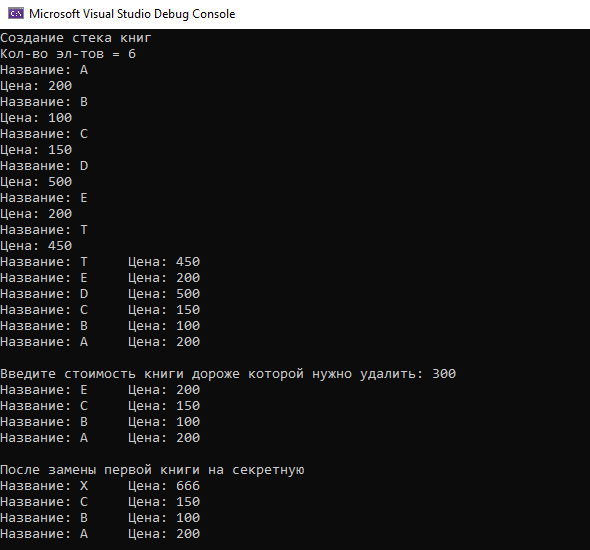 Microsoft Visual Studio Debug Console
Создание стека книг
Кол-во эл-тов = 6
Название: A
Цена: 200
Название: B
Цена: 100
Название: C
Цена: 150
Название: D
Цена: 500
Название: E
Цена: 200
Название: T
Цена: 450
Название: T     Цена: 450
Название: E     Цена: 200
Название: D     Цена: 500
Название: C     Цена: 150
Название: B     Цена: 100
Название: A     Цена: 200
Введите стоимость книги дороже которой нужно удалить: 300
Название: E     Цена: 200
Название: C     Цена: 150
Название: B     Цена: 100
Название: A     Цена: 200
После замены первой книги на секретную
Название: X     Цена: 666
Название: C     Цена: 150
Название: B     Цена: 100
Название: A     Цена: 200